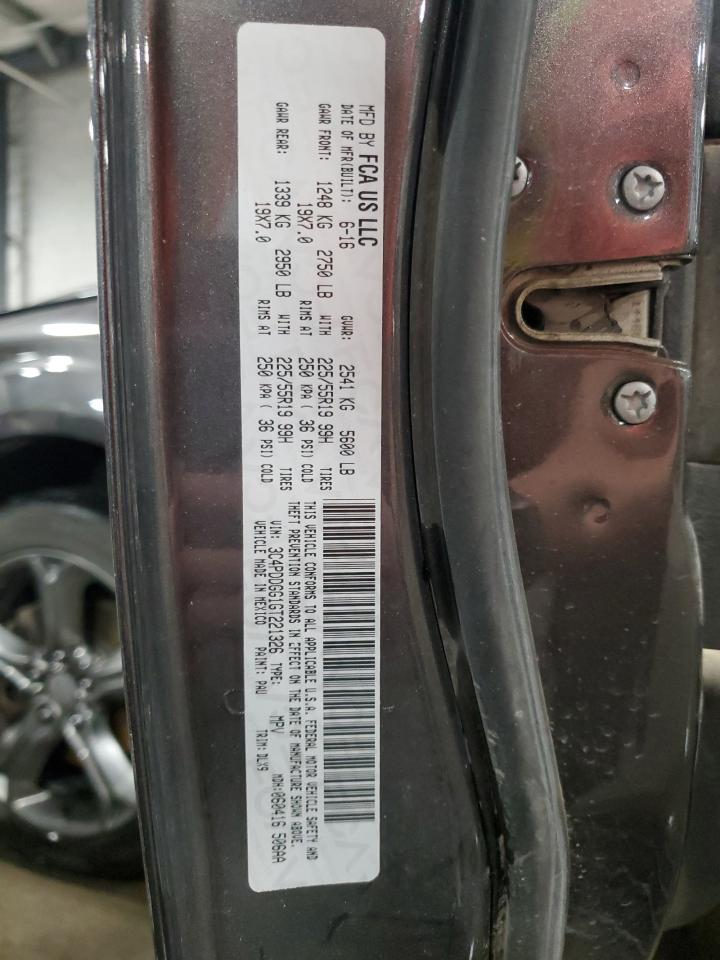 MFD BY FCA US LLC
DATE OF MFR(BUILT): 6-16 GVWR: 2541 KG 5600 LB
GAWR FRONT: 1248 KG 2750 LB WITH 225/55R19 99H TIRES
19X7.0 RIMS AT 250 KPA ( 36 PSI) COLD
GAWR REAR: 1339 KG 2950 LB WITH 225/55R19 99H TIRES
19X7.0 RIMS AT 250 KPA ( 36 PSI) COLD
THIS VEHICLE CONFORMS TO ALL APPLICABLE U.S.A. FEDERAL MOTOR VEHICLE SAFETY AND
THEFT PREVENTION STANDARDS IN EFFECT ON THE DATE OF MANUFACTURE SHOWN ABOVE.
VIN: 3C4PDDGG1GT221326 TYPE: MPV MDH:060416 506AA
VEHICLE MADE IN MEXICO PAINT: PAU TRIM: DLX9